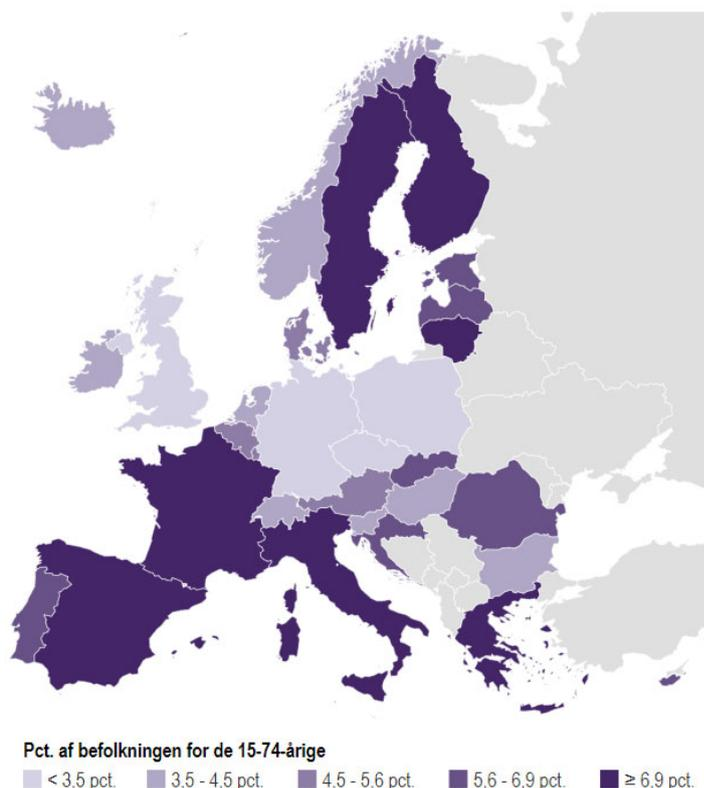 Pct. af befolkningen for de 15-74-årige
< 3,5 pct. 3,5 - 4,5 pct. 4,5 - 5,6 pct. 5,6 - 6,9 pct. ≥ 6,9 pct.